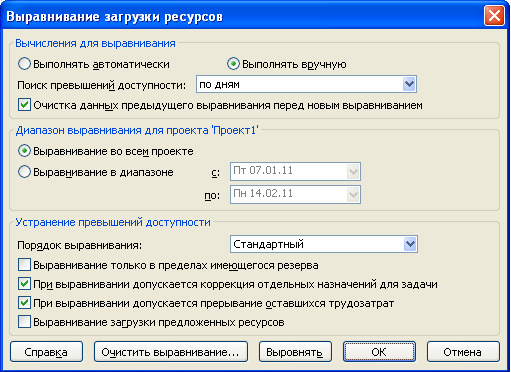 Выравнивание загрузки ресурсов
Вычисления для выравнивания
Выполнять автоматически
Выполнять вручную
Поиск превышений доступности:
по дням
Очистка данных предыдущего выравнивания перед новым выравниванием
Диапазон выравнивания для проекта 'Проект1'
Выравнивание во всем проекте
Выравнивание в диапазоне
с:
Пт 07.01.11
по:
Пн 14.02.11
Устранение превышений доступности
Порядок выравнивания:
Стандартный
Выравнивание только в пределах имеющегося резерва
При выравнивании допускается коррекция отдельных назначений для задачи
При выравнивании допускается прерывание оставшихся трудозатрат
Выравнивание загрузки предложенных ресурсов
Справка
Очистить выравнивание...
Выровнять
ОК
Отмена